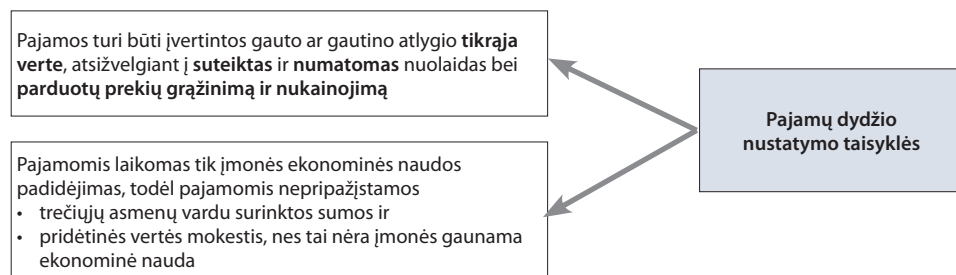 Pajamos turi būti įvertintos gauto ar gautino atlygio tikrąja
verte, atsižvelgiant į suteiktas ir numatomas nuolaidas bei
parduotų prekių grąžinimą ir nukainojimą
Pajamų dydžio
nustatymo taisyklės
Pajamomis laikomas tik įmonės ekonominės naudos
padidėjimas, todėl pajamomis nepripažįstamos
• trečiųjų asmenų vardu surinktos sumos ir
• pridėtinės vertės mokestis, nes tai nėra įmonės gaunama
ekonominė nauda